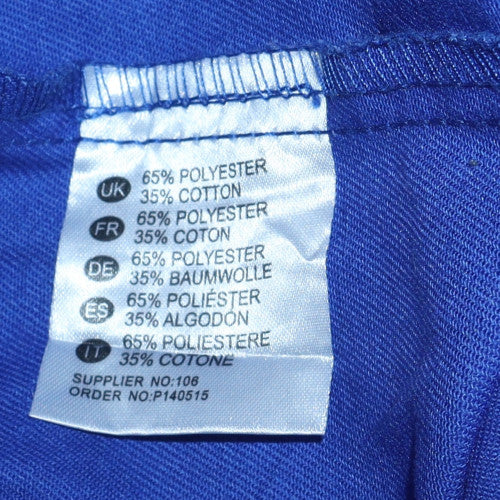 UK 65% POLYESTER
35% COTTON
FR 65% POLYESTER
35% COTON
DE 65% POLYESTER
35% BAUMWOLLE
ES 65% POLIÉSTER
35% ALGODÓN
IT 65% POLIESTERE
35% COTONE
SUPPLIER NO:106
ORDER NO:P140515